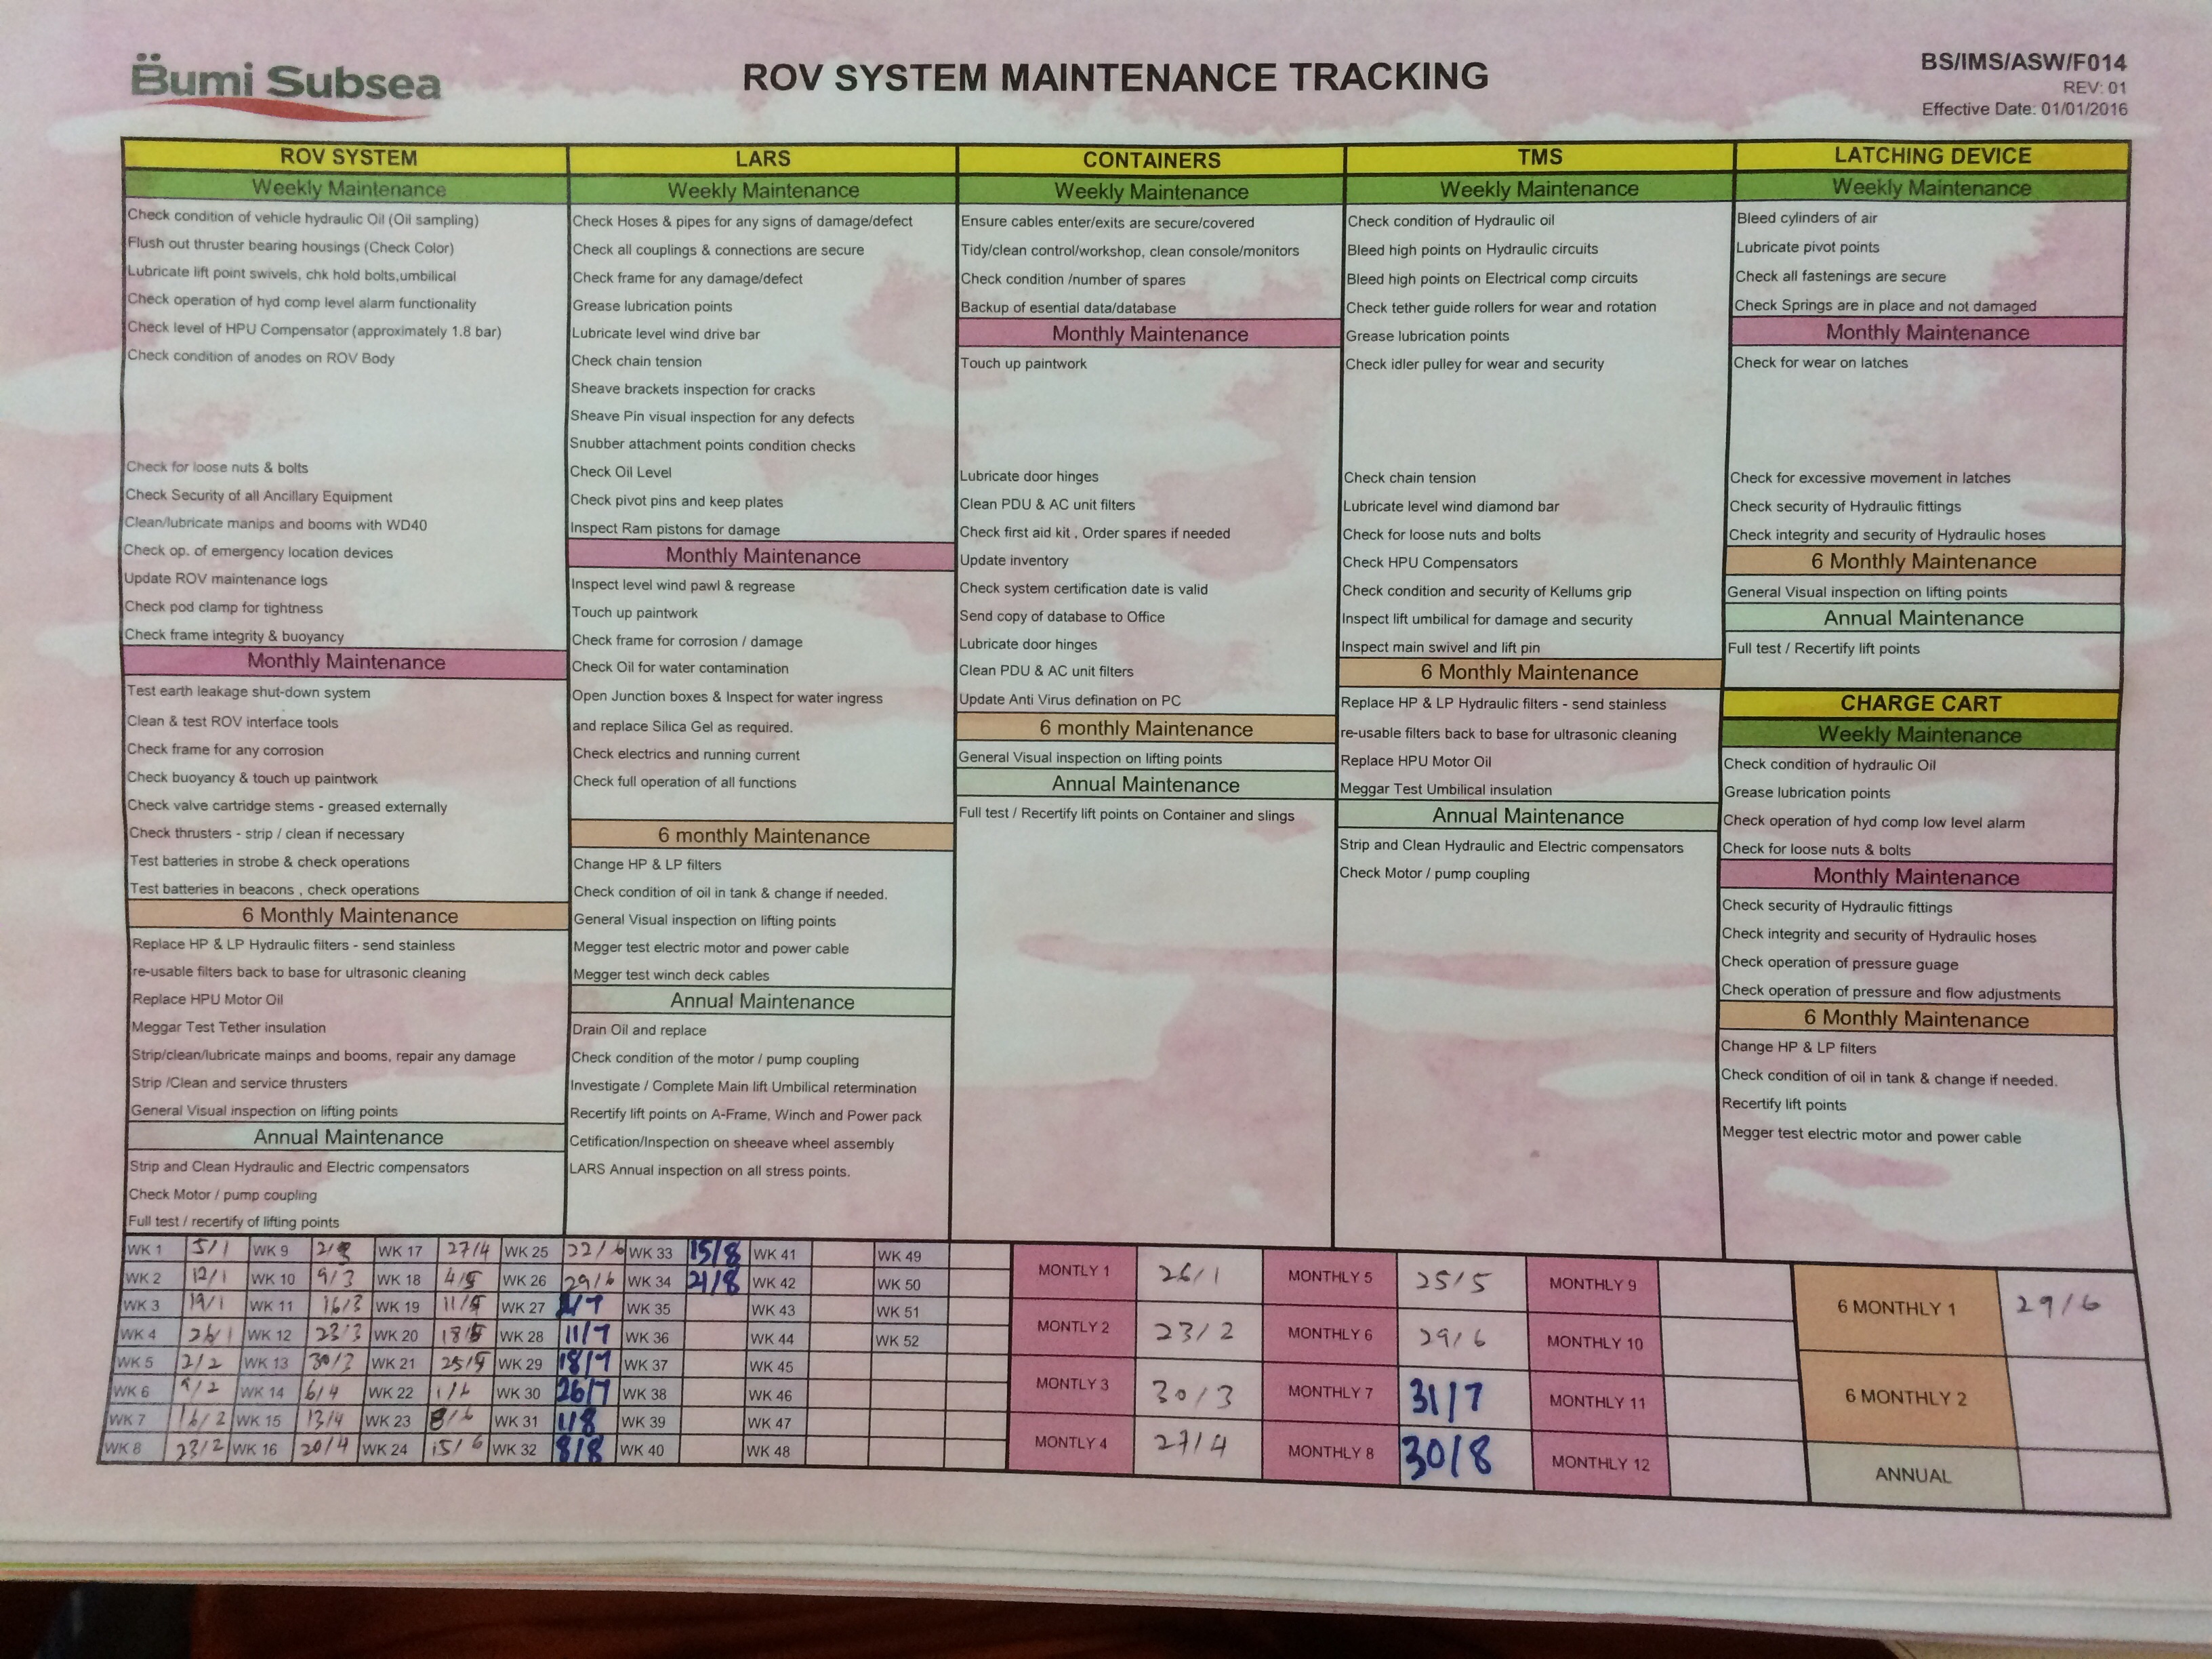 Bumi Subsea
ROV SYSTEM MAINTENANCE TRACKING
BS/IMS/ASW/F014
REV: 01
Effective Date: 01/01/2016
ROV SYSTEM
Weekly Maintenance
Check condition of vehicle hydraulic Oil (Oil sampling)
Flush out thruster bearing housings (Check Color)
Lubricate lift point swivels, chk hold bolts,umbilical
Check operation of hyd comp level alarm functionality
Check level of HPU Compensator (approximately 1.8 bar)
Check condition of anodes on ROV Body
Check for loose nuts & bolts
Check Security of all Ancillary Equipment
Clean/lubricate manips and booms with WD40
Check op. of emergency location devices
Update ROV maintenance logs
Check pod clamp for tightness
Check frame integrity & buoyancy
Monthly Maintenance
Test earth leakage shut-down system
Clean & test ROV interface tools
Check frame for any corrosion
Check buoyancy & touch up paintwork
Check valve cartridge stems - greased externally
Check thrusters - strip / clean if necessary
Test batteries in strobe & check operations
Test batteries in beacons , check operations
6 Monthly Maintenance
Replace HP & LP Hydraulic filters - send stainless
re-usable filters back to base for ultrasonic cleaning
Replace HPU Motor Oil
Meggar Test Tether insulation
Strip/clean/lubricate mainps and booms, repair any damage
Strip /Clean and service thrusters
General Visual inspection on lifting points
Annual Maintenance
Strip and Clean Hydraulic and Electric compensators
Check Motor / pump coupling
Full test / recertify of lifting points
LARS
Weekly Maintenance
Check Hoses & pipes for any signs of damage/defect
Check all couplings & connections are secure
Check frame for any damage/defect
Grease lubrication points
Lubricate level wind drive bar
Check chain tension
Sheave brackets inspection for cracks
Sheave Pin visual inspection for any defects
Snubber attachment points condition checks
Check Oil Level
Check pivot pins and keep plates
Inspect Ram pistons for damage
Monthly Maintenance
Inspect level wind pawl & regrease
Touch up paintwork
Check frame for corrosion / damage
Check Oil for water contamination
Open Junction boxes & Inspect for water ingress
and replace Silica Gel as required.
Check electrics and running current
Check full operation of all functions
6 monthly Maintenance
Change HP & LP filters
Check condition of oil in tank & change if needed.
General Visual inspection on lifting points
Megger test electric motor and power cable
Megger test winch deck cables
Annual Maintenance
Drain Oil and replace
Check condition of the motor / pump coupling
Investigate / Complete Main lift Umbilical retermination
Recertify lift points on A-Frame, Winch and Power pack
Certification/Inspection on sheeave wheel assembly
LARS Annual inspection on all stress points.
CONTAINERS
Weekly Maintenance
Ensure cables enter/exits are secure/covered
Tidy/clean control/workshop, clean console/monitors
Check condition /number of spares
Backup of esential data/database
Monthly Maintenance
Touch up paintwork
Lubricate door hinges
Clean PDU & AC unit filters
Check first aid kit , Order spares if needed
Update inventory
Check system certification date is valid
Send copy of database to Office
Lubricate door hinges
Clean PDU & AC unit filters
Update Anti Virus defination on PC
6 monthly Maintenance
General Visual inspection on lifting points
Annual Maintenance
Full test / Recertify lift points on Container and slings
TMS
Weekly Maintenance
Check condition of Hydraulic oil
Bleed high points on Hydraulic circuits
Bleed high points on Electrical comp circuits
Check tether guide rollers for wear and rotation
Grease lubrication points
Check idler pulley for wear and security
Check chain tension
Lubricate level wind diamond bar
Check for loose nuts and bolts
Check HPU Compensators
Check condition and security of Kellums grip
Inspect lift umbilical for damage and security
Inspect main swivel and lift pin
6 Monthly Maintenance
Replace HP & LP Hydraulic filters - send stainless
re-usable filters back to base for ultrasonic cleaning
Replace HPU Motor Oil
Meggar Test Umbilical insulation
Annual Maintenance
Strip and Clean Hydraulic and Electric compensators
Check Motor / pump coupling
LATCHING DEVICE
Weekly Maintenance
Bleed cylinders of air
Lubricate pivot points
Check all fastenings are secure
Check Springs are in place and not damaged
Monthly Maintenance
Check for wear on latches
Check for excessive movement in latches
Check security of Hydraulic fittings
Check integrity and security of Hydraulic hoses
6 Monthly Maintenance
General Visual inspection on lifting points
Annual Maintenance
Full test / Recertify lift points
CHARGE CART
Weekly Maintenance
Check condition of hydraulic Oil
Grease lubrication points
Check operation of hyd comp low level alarm
Check for loose nuts & bolts
Monthly Maintenance
Check security of Hydraulic fittings
Check integrity and security of Hydraulic hoses
Check operation of pressure guage
Check operation of pressure and flow adjustments
6 Monthly Maintenance
Change HP & LP filters
Check condition of oil in tank & change if needed.
Recertify lift points
Megger test electric motor and power cable
WK 1 5/1 WK 9 WK 17 27/4 WK 25 22/6 WK 33 15/8 WK 41 WK 49
WK 2 12/1 WK 10 9/3 WK 18 4/5 WK 26 29/6 WK 34 21/8 WK 42 WK 50
WK 3 19/1 WK 11 16/3 WK 19 11/5 WK 27 WK 35 WK 43 WK 51
WK 4 26/1 WK 12 23/3 WK 20 18/5 WK 28 11/7 WK 36 WK 44 WK 52
WK 5 2/2 WK 13 30/3 WK 21 25/5 WK 29 18/7 WK 37 WK 45
WK 6 9/2 WK 14 6/4 WK 22 1/6 WK 30 26/7 WK 38 WK 46
WK 7 16/2 WK 15 13/4 WK 23 8/6 WK 31 1/8 WK 39 WK 47
WK 8 23/2 WK 16 20/4 WK 24 15/6 WK 32 8/8 WK 40 WK 48
MONTLY 1 26/1 MONTHLY 5 25/5 MONTHLY 9
MONTLY 2 23/2 MONTHLY 6 29/6 MONTHLY 10
MONTLY 3 30/3 MONTHLY 7 31/7 MONTHLY 11
MONTLY 4 27/4 MONTHLY 8 30/8 MONTHLY 12
6 MONTHLY 1 29/6
6 MONTHLY 2
ANNUAL